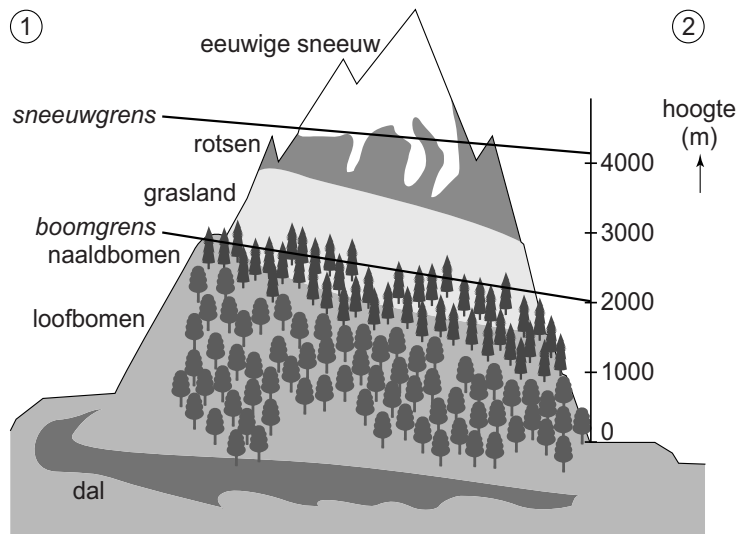 1
2
eeuwige sneeuw
sneeuwgrens
hoogte
(m)
rotsen
4000
grasland
boomgrens
3000
naaldbomen
loofbomen
2000
1000
0
dal